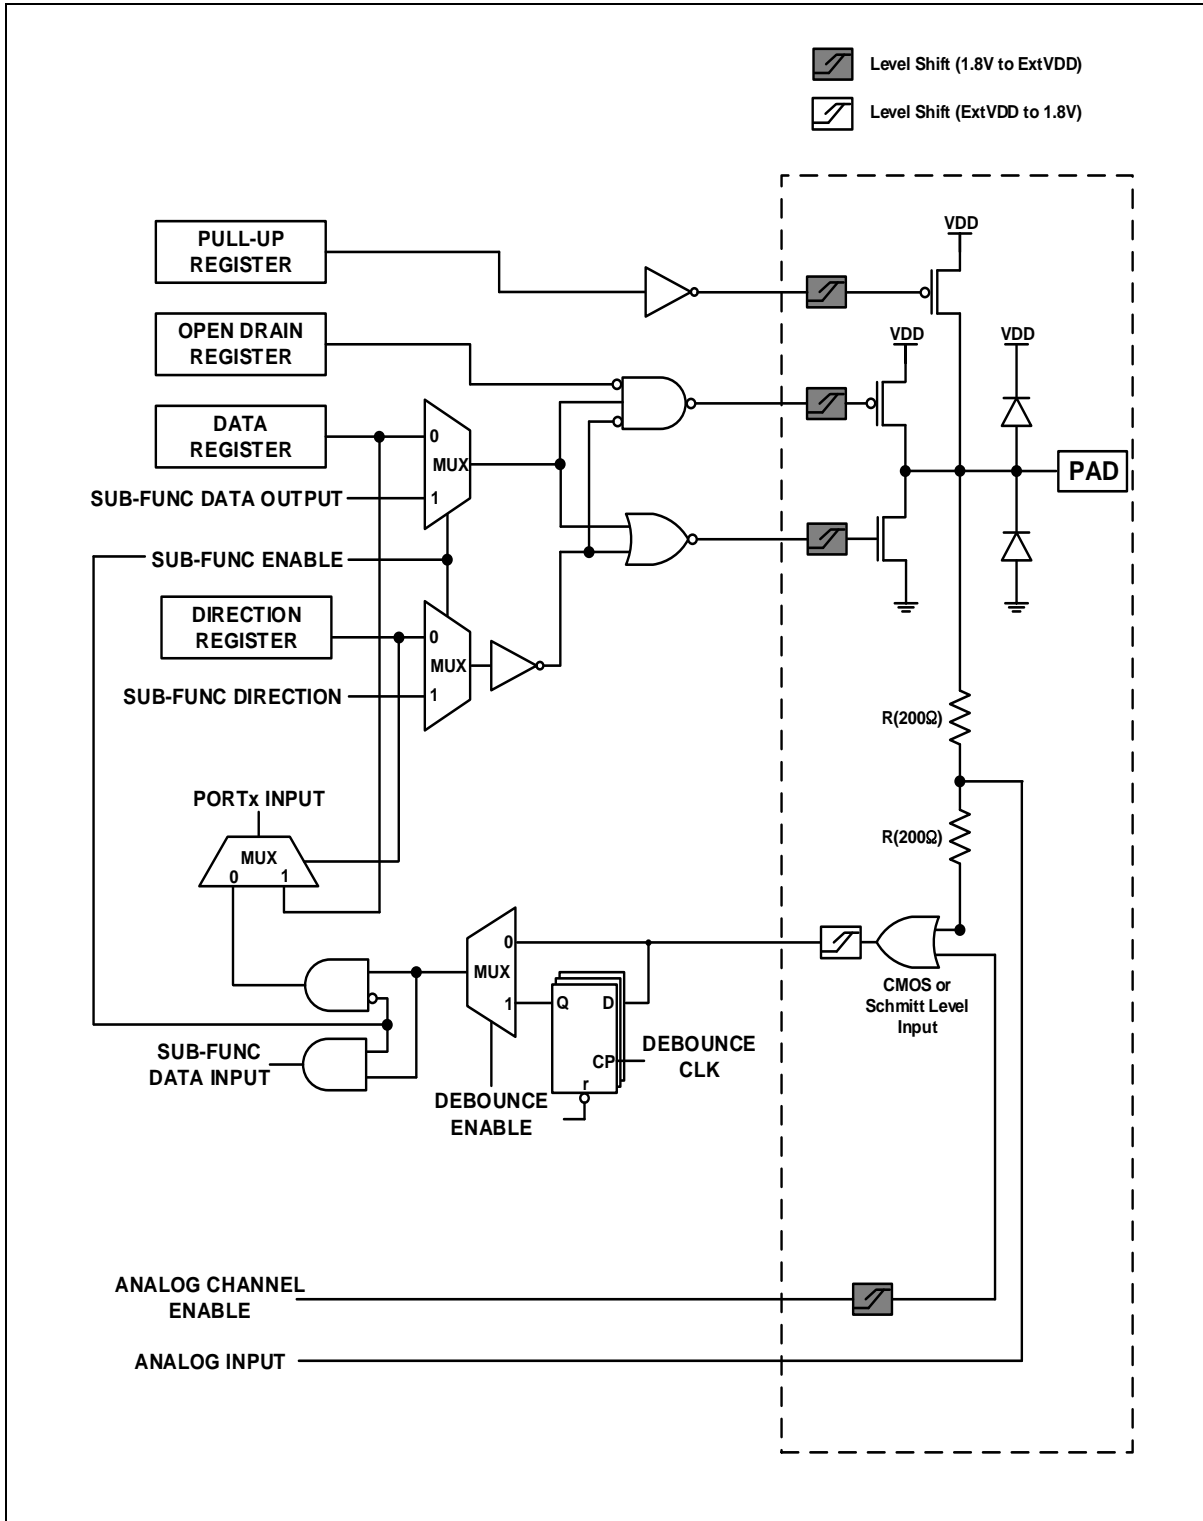 Level Shift (1.8V to ExtVDD)
Level Shift (ExtVDD to 1.8V)
VDD
PULL-UP
REGISTER
OPEN DRAIN
REGISTER
VDD
VDD
DATA
REGISTER
0
MUX
1
SUB-FUNC DATA OUTPUT
PAD
SUB-FUNC ENABLE
DIRECTION
REGISTER
0
MUX
1
SUB-FUNC DIRECTION
R(200Ω)
PORTx INPUT
MUX
0
1
R(200Ω)
0
MUX
1
Q
D
CP
r
CMOS or
Schmitt Level
Input
DEBOUNCE
CLK
SUB-FUNC
DATA INPUT
DEBOUNCE
ENABLE
ANALOG CHANNEL
ENABLE
ANALOG INPUT